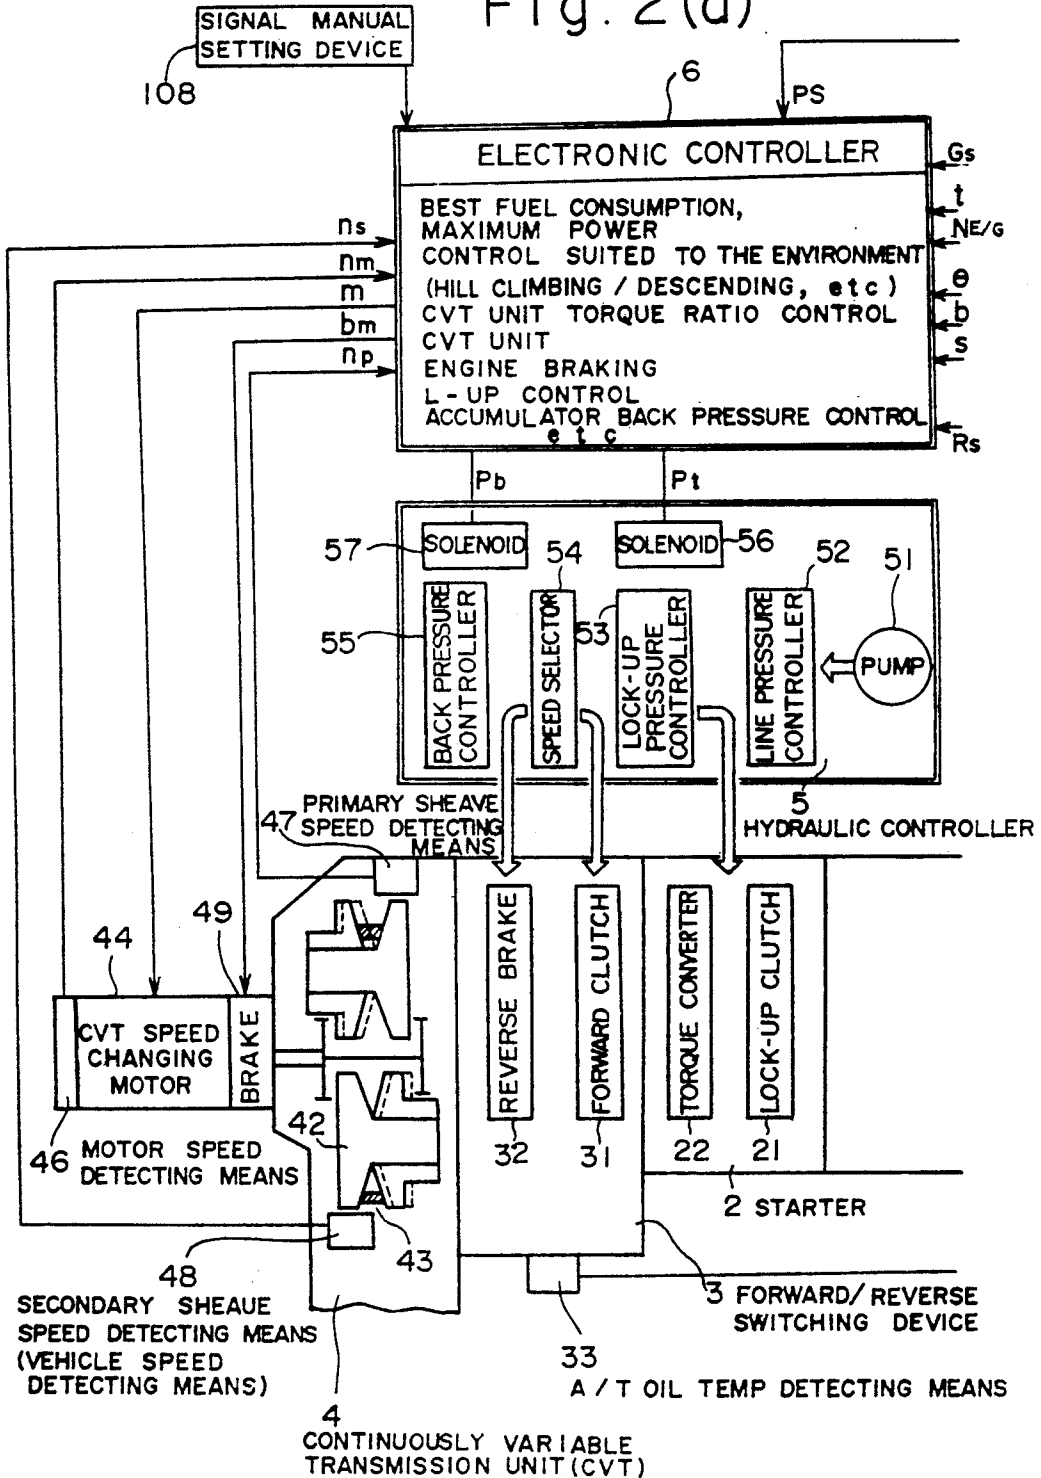 Fig. 2(d)
SIGNAL MANUAL
SETTING DEVICE
108
6
PS
ELECTRONIC CONTROLLER
Gs
t
NE/G
θ
b
s
Rs
BEST FUEL CONSUMPTION,
MAXIMUM POWER
CONTROL SUITED TO THE ENVIRONMENT
(HILL CLIMBING / DESCENDING, etc)
CVT UNIT TORQUE RATIO CONTROL
CVT UNIT
ENGINE BRAKING
L-UP CONTROL
ACCUMULATOR BACK PRESSURE CONTROL
etc
ns
nm
m
bm
np
Pb
Pt
57
SOLENOID
54
SOLENOID
56
52
51
55
BACK PRESSURE
CONTROLLER
SPEED SELECTOR
53
LOCK-UP
PRESSURE
CONTROLLER
LINE PRESSURE
CONTROLLER
PUMP
5
HYDRAULIC CONTROLLER
PRIMARY SHEAVE
47 SPEED DETECTING
MEANS
44
49
CVT SPEED
CHANGING
MOTOR
BRAKE
REVERSE BRAKE
FORWARD CLUTCH
TORQUE CONVERTER
LOCK-UP CLUTCH
32
31
22
21
42
46
MOTOR SPEED
DETECTING MEANS
2 STARTER
43
48
SECONDARY SHEAUE
SPEED DETECTING MEANS
(VEHICLE SPEED
DETECTING MEANS)
3 FORWARD/REVERSE
SWITCHING DEVICE
33
A/T OIL TEMP DETECTING MEANS
4
CONTINUOUSLY VARIABLE
TRANSMISSION UNIT(CVT)